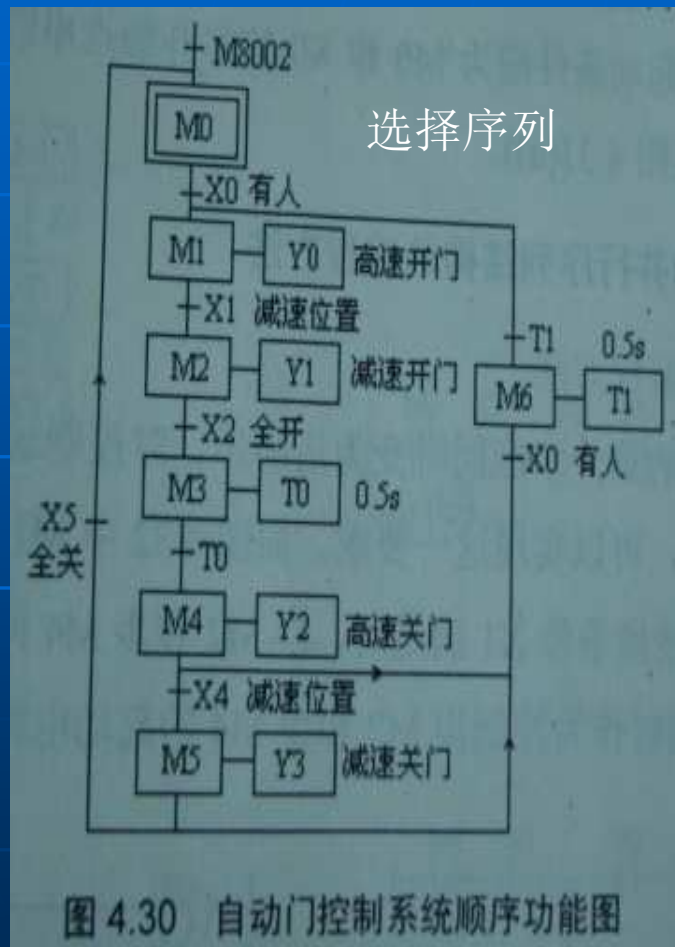 M8002
M0
选择序列
X0 有人
M1
Y0
高速开门
X1 减速位置
T1
0.5s
M2
Y1
减速开门
M6
T1
X2 全开
X0 有人
M3
T0
0.5s
X5
全关
T0
M4
Y2
高速关门
X4 减速位置
M5
Y3
减速关门
图 4.30 自动门控制系统顺序功能图